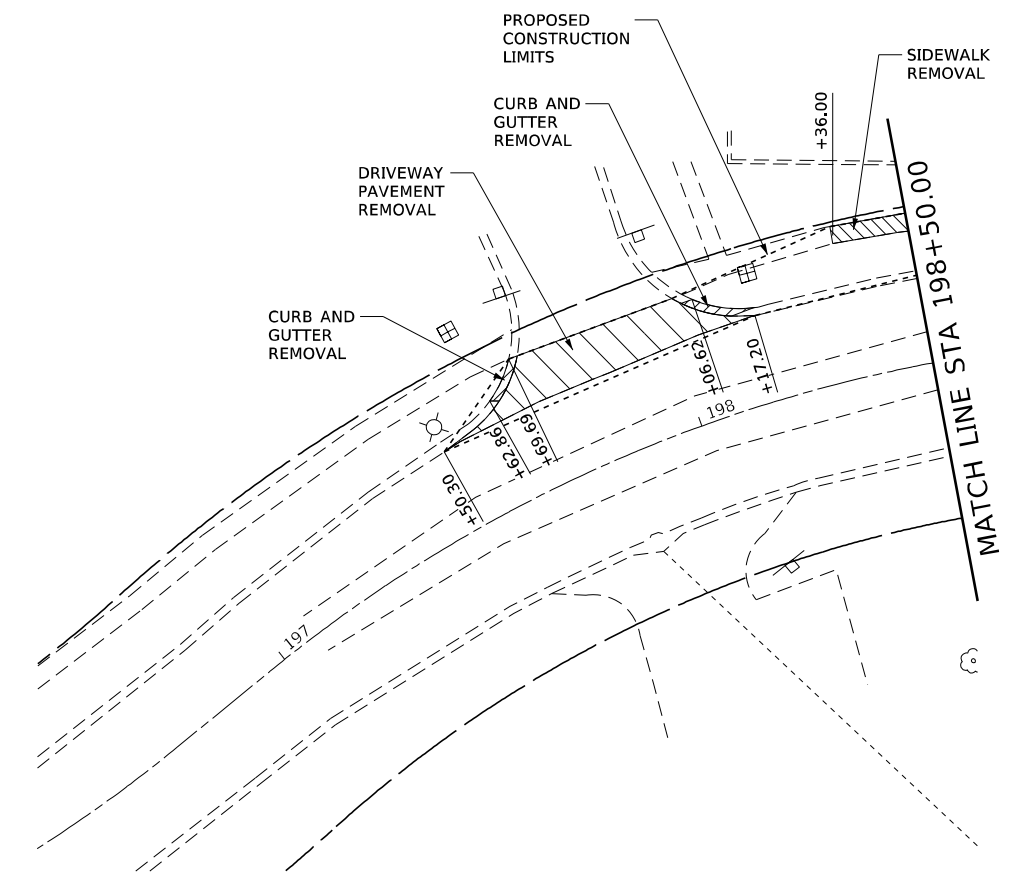 PROPOSED
CONSTRUCTION
LIMITS
SIDEWALK
REMOVAL
CURB AND
GUTTER
REMOVAL
+36.00
DRIVEWAY
PAVEMENT
REMOVAL
CURB AND
GUTTER
REMOVAL
MATCH LINE STA 198+50.00
+06.62
+17.20
198
+69.69
+62.86
+50.30
197